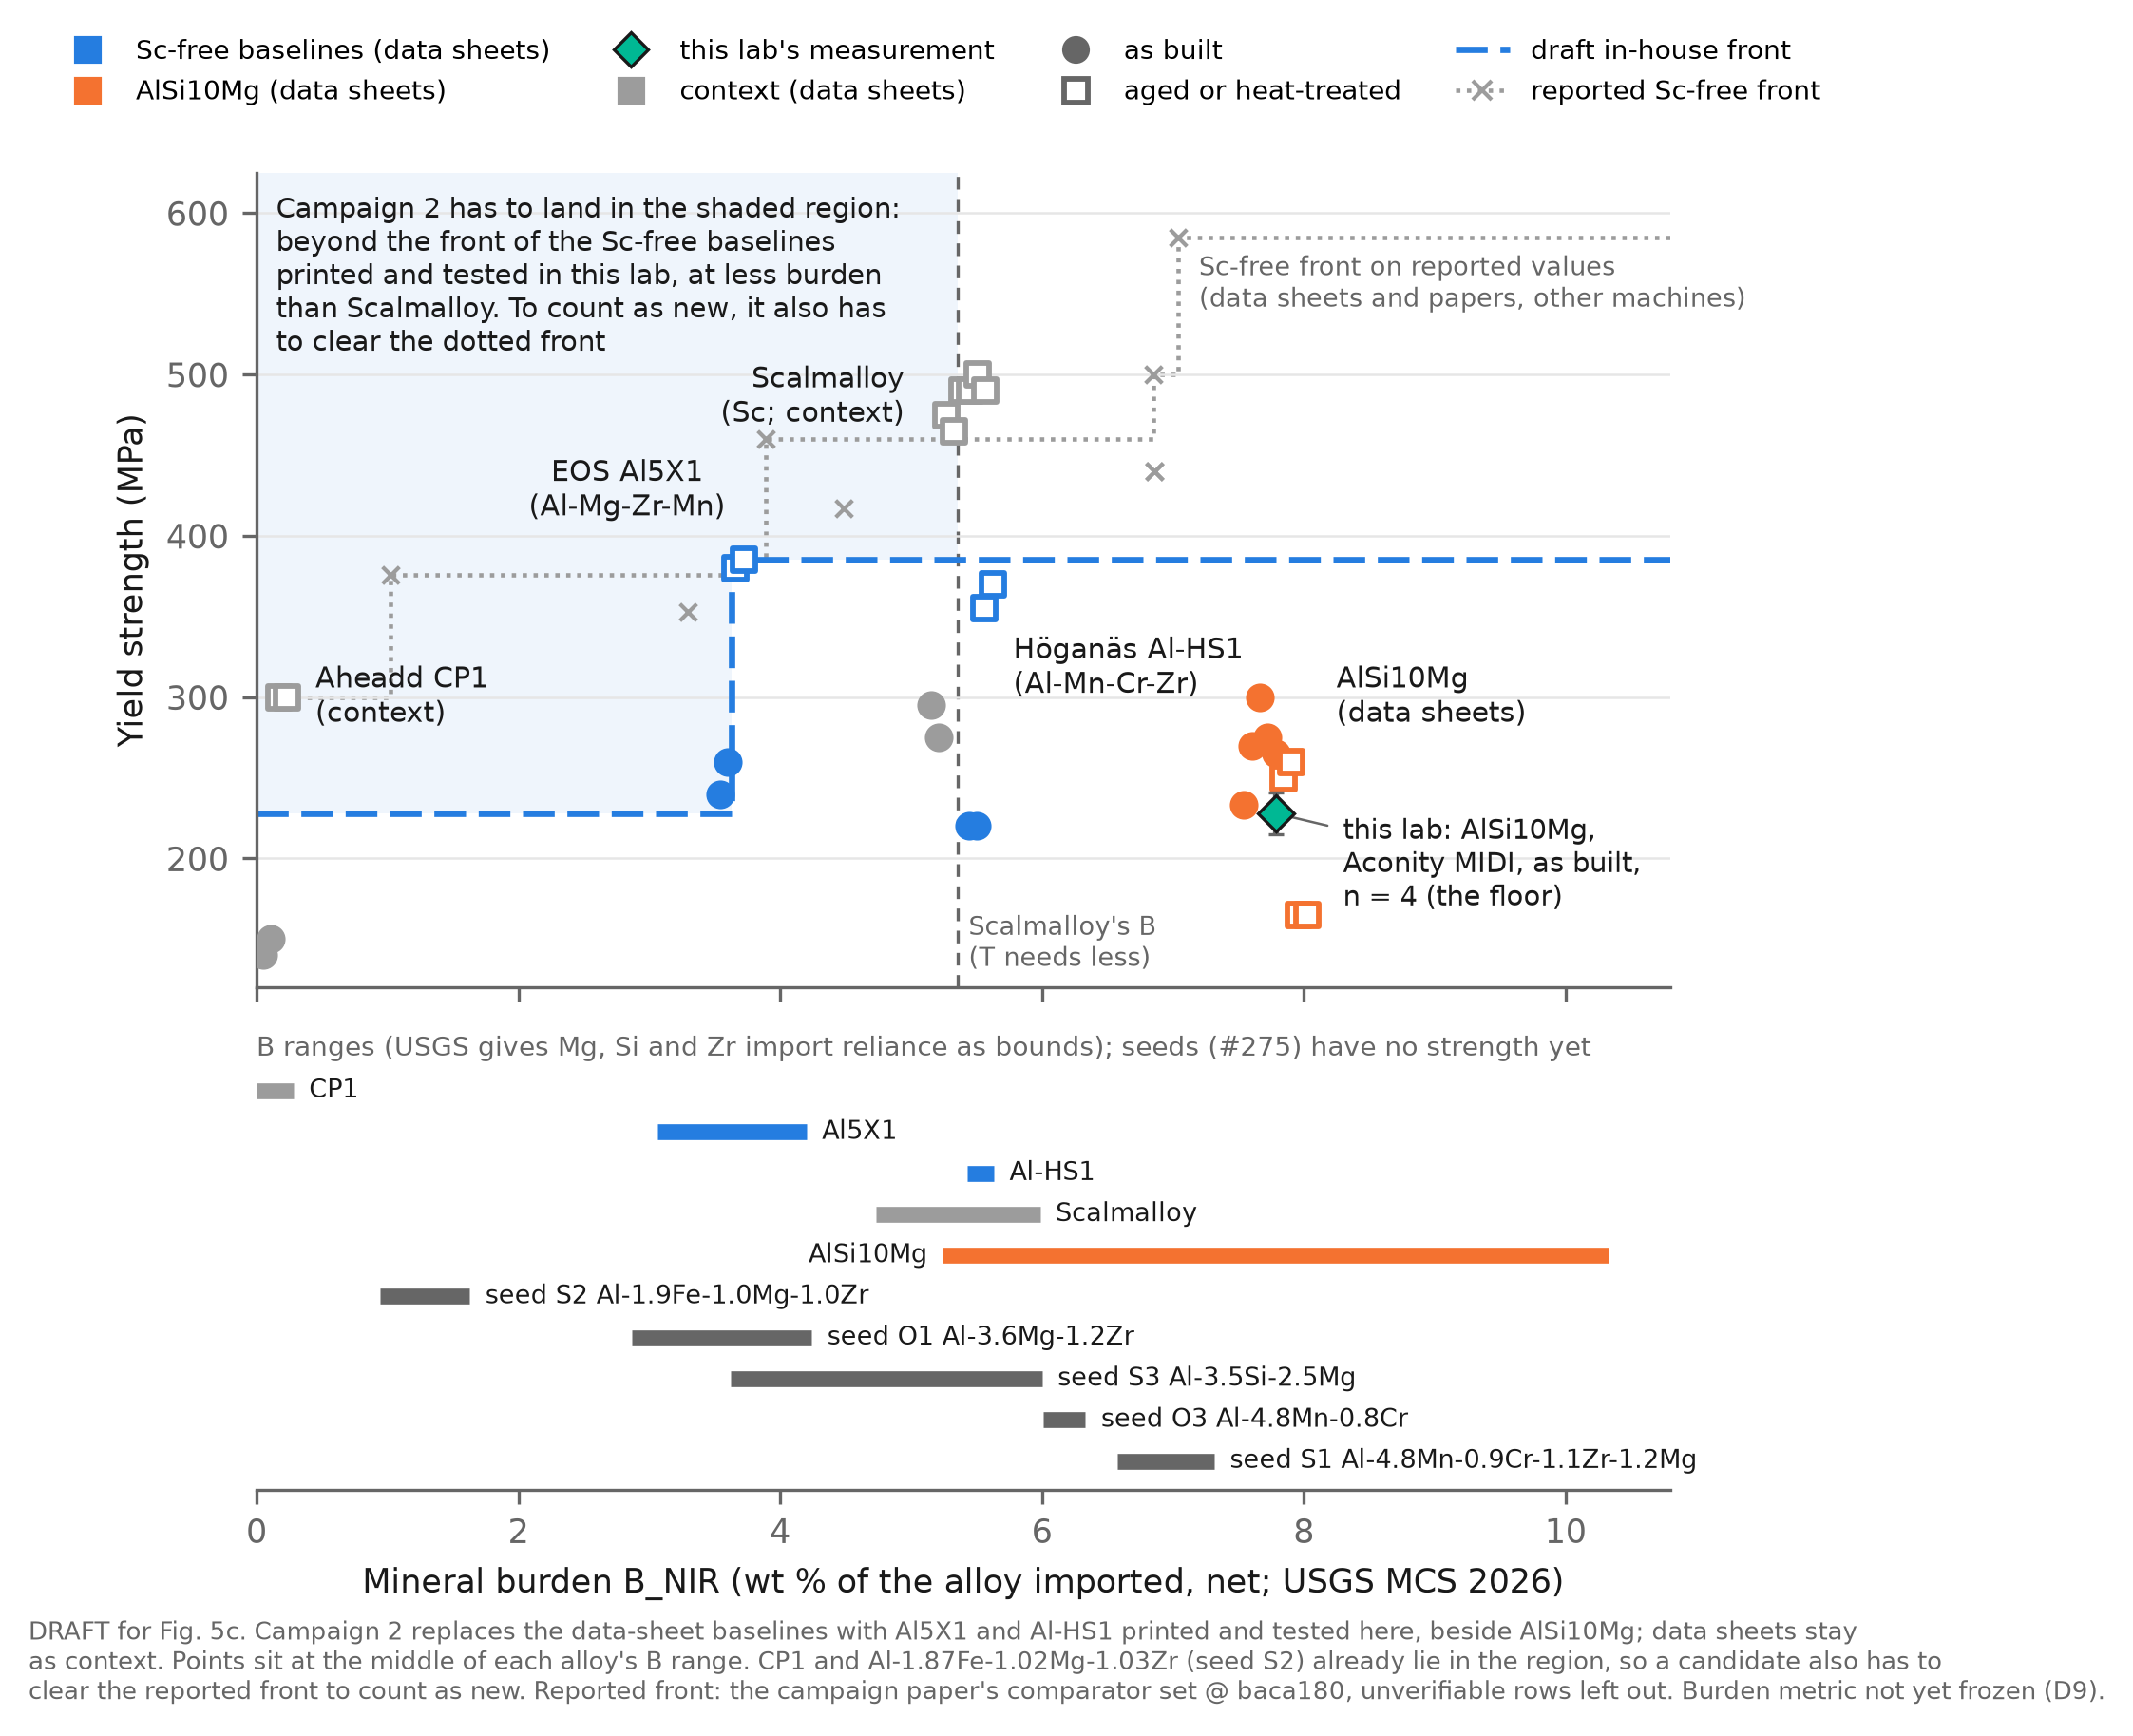 Sc-free baselines (data sheets)
this lab's measurement
as built
draft in-house front
AlSi10Mg (data sheets)
context (data sheets)
aged or heat-treated
reported Sc-free front
Campaign 2 has to land in the shaded region:
beyond the front of the Sc-free baselines
printed and tested in this lab, at less burden
than Scalmalloy. To count as new, it also has
to clear the dotted front
Sc-free front on reported values
(data sheets and papers, other machines)
Scalmalloy
(Sc; context)
EOS Al5X1
(Al-Mg-Zr-Mn)
Aheadd CP1
(context)
Höganäs Al-HS1
(Al-Mn-Cr-Zr)
AlSi10Mg
(data sheets)
this lab: AlSi10Mg,
Aconity MIDI, as built,
n = 4 (the floor)
Scalmalloy's B
(T needs less)
600
500
400
300
200
Yield strength (MPa)
B ranges (USGS gives Mg, Si and Zr import reliance as bounds); seeds (#275) have no strength yet
CP1
Al5X1
Al-HS1
Scalmalloy
AlSi10Mg
seed S2 Al-1.9Fe-1.0Mg-1.0Zr
seed O1 Al-3.6Mg-1.2Zr
seed S3 Al-3.5Si-2.5Mg
seed O3 Al-4.8Mn-0.8Cr
seed S1 Al-4.8Mn-0.9Cr-1.1Zr-1.2Mg
0 2 4 6 8 10
Mineral burden B_NIR (wt % of the alloy imported, net; USGS MCS 2026)
DRAFT for Fig. 5c. Campaign 2 replaces the data-sheet baselines with Al5X1 and Al-HS1 printed and tested here, beside AlSi10Mg; data sheets stay
as context. Points sit at the middle of each alloy's B range. CP1 and Al-1.87Fe-1.02Mg-1.03Zr (seed S2) already lie in the region, so a candidate also has to
clear the reported front to count as new. Reported front: the campaign paper's comparator set @ baca180, unverifiable rows left out. Burden metric not yet frozen (D9).